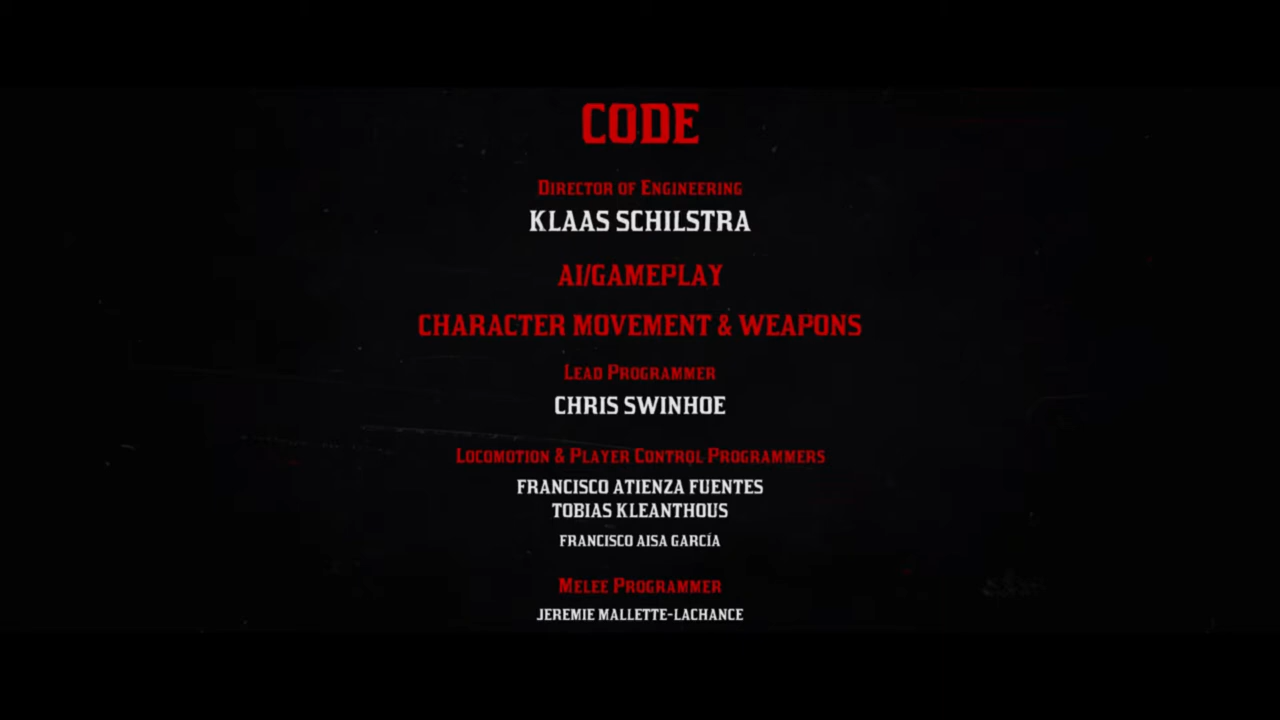 CODE
DIRECTOR OF ENGINEERING
KLAAS SCHILSTRA
AI/GAMEPLAY
CHARACTER MOVEMENT & WEAPONS
LEAD PROGRAMMER
CHRIS SWINHOE
LOCOMOTION & PLAYER CONTROL PROGRAMMERS
FRANCISCO ATIENZA FUENTES
TOBIAS KLEANTHOUS
FRANCISCO AISA GARCÍA
MELEE PROGRAMMER
JEREMIE MALLETTE-LACHANCE